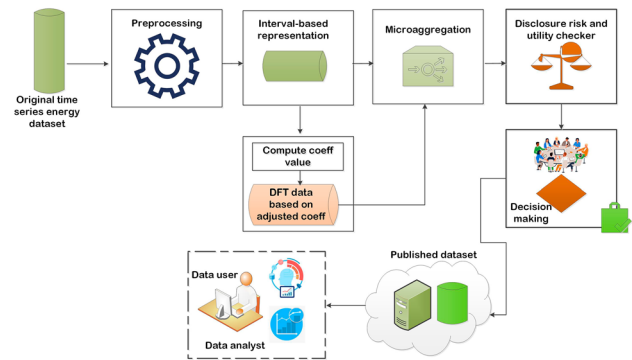 Original time
series energy
dataset
Preprocessing
Interval-based
representation
Microaggregation
Disclosure risk and
utility checker
Compute coeff
value
DFT data
based on
adjusted coeff
Decision
making
Published dataset
Data user
Data analyst